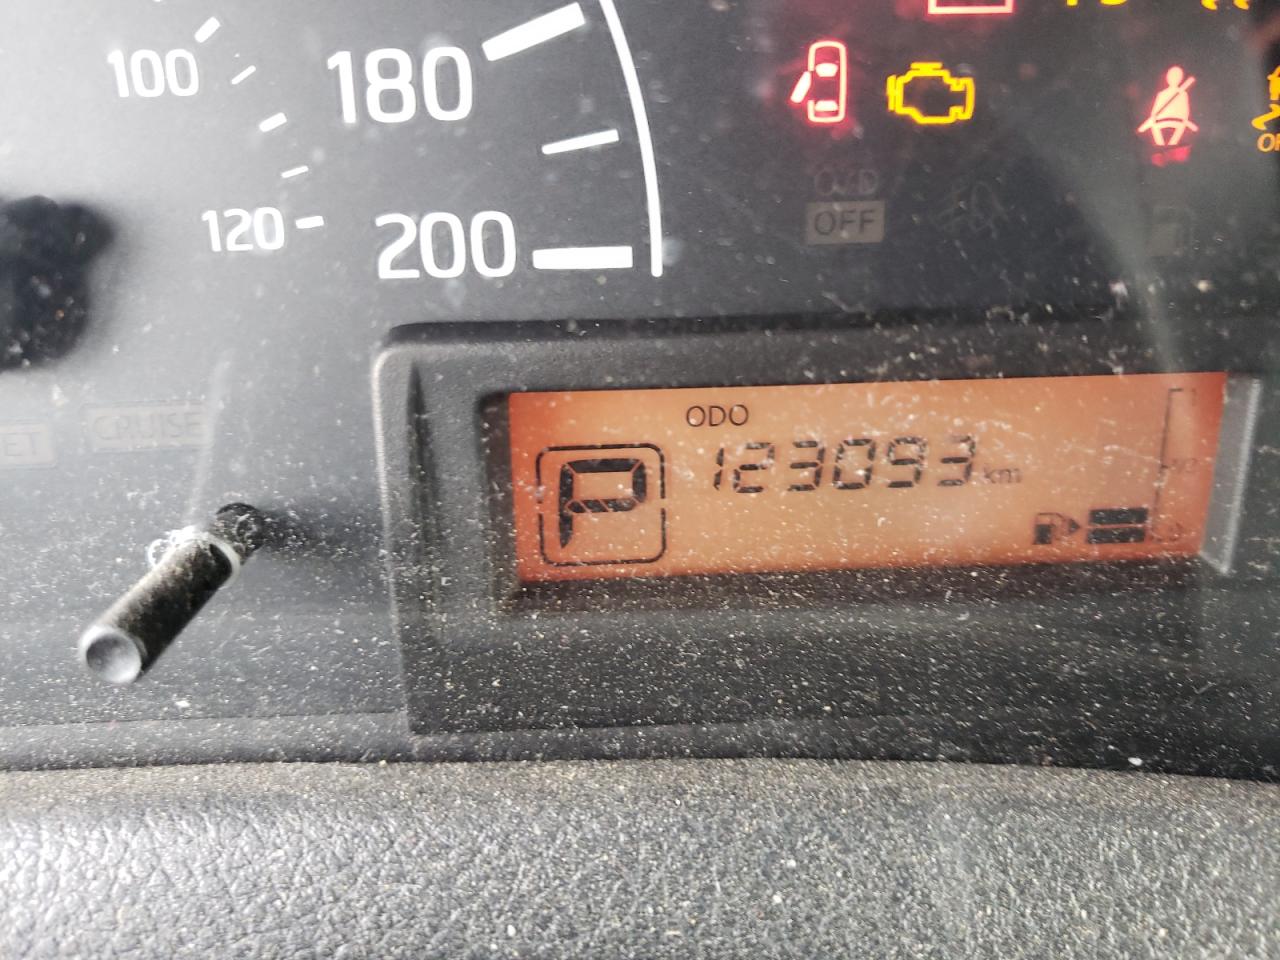 100 180
120 200
O/D
OFF
CRUISE
ODO
P 123093 km